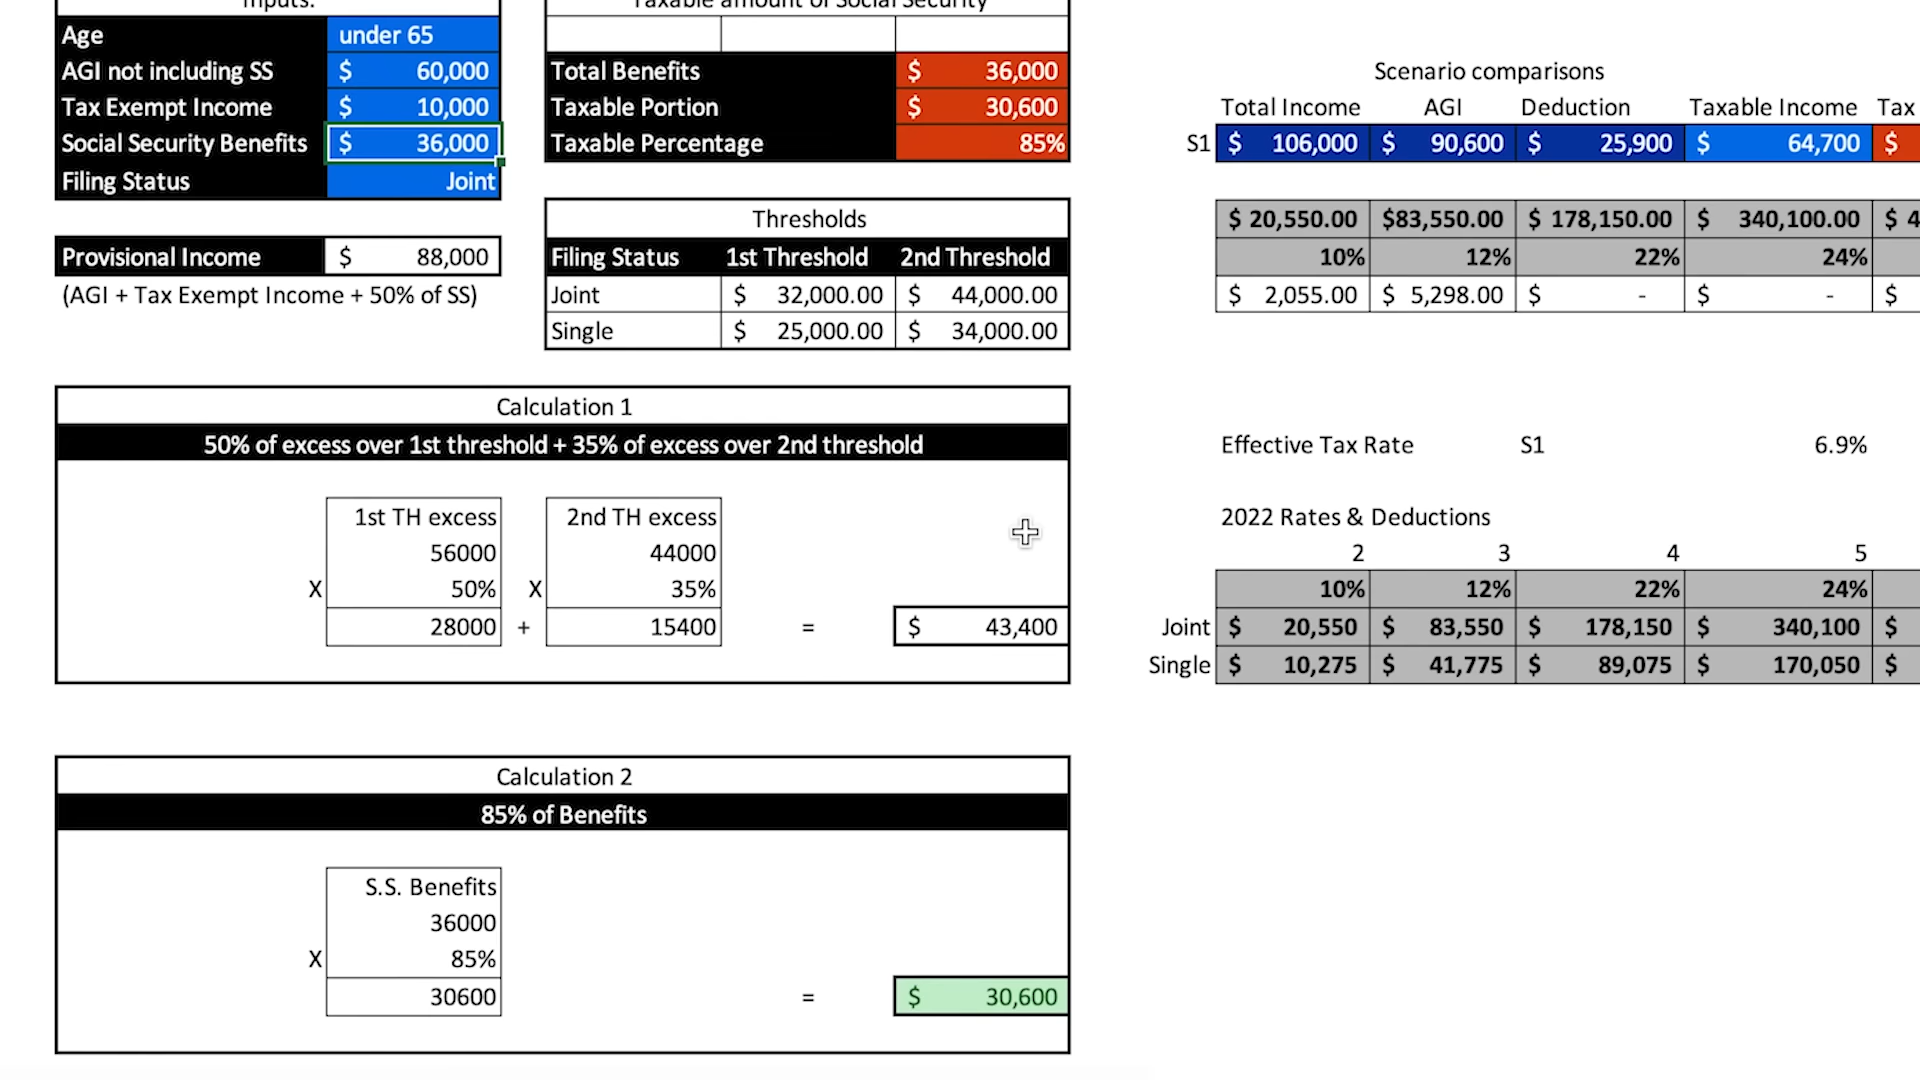 Inputs:
Age under 65
AGI not including SS $ 60,000
Tax Exempt Income $ 10,000
Social Security Benefits $ 36,000
Filing Status Joint
Provisional Income $ 88,000
(AGI + Tax Exempt Income + 50% of SS)
Taxable amount of Social Security
Total Benefits $ 36,000
Taxable Portion $ 30,600
Taxable Percentage 85%
Thresholds
Filing Status 1st Threshold 2nd Threshold
Joint $ 32,000.00 $ 44,000.00
Single $ 25,000.00 $ 34,000.00
Calculation 1
50% of excess over 1st threshold + 35% of excess over 2nd threshold
1st TH excess 2nd TH excess
56000 44000
X 50% X 35%
28000 + 15400 = $ 43,400
Calculation 2
85% of Benefits
S.S. Benefits
36000
X 85%
30600 = $ 30,600
Scenario comparisons
Total Income AGI Deduction Taxable Income Tax
S1 $ 106,000 $ 90,600 $ 25,900 $ 64,700 $
$ 20,550.00 $83,550.00 $ 178,150.00 $ 340,100.00 $ 4
10% 12% 22% 24%
$ 2,055.00 $ 5,298.00 $ - $ - $
Effective Tax Rate S1 6.9%
2022 Rates & Deductions
2 3 4 5
10% 12% 22% 24%
Joint $ 20,550 $ 83,550 $ 178,150 $ 340,100 $
Single $ 10,275 $ 41,775 $ 89,075 $ 170,050 $